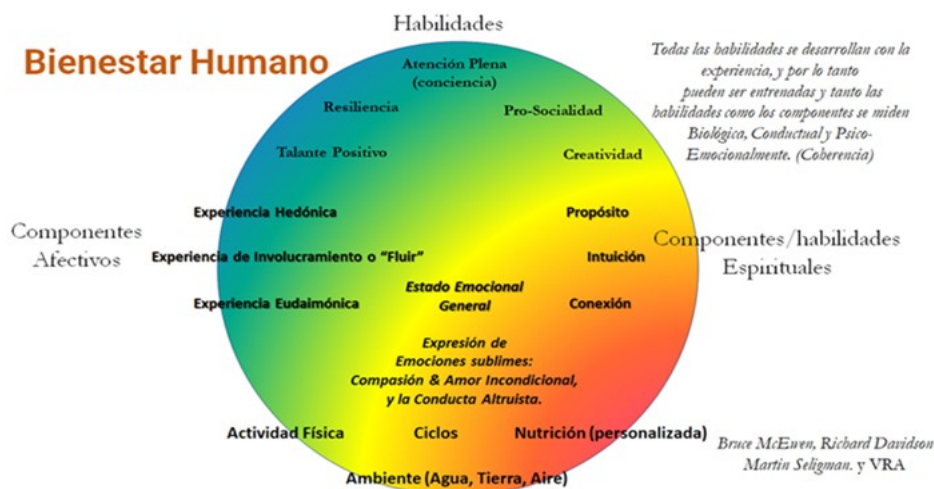 Habilidades
Bienestar Humano
Atención Plena
(conciencia)
Resiliencia
Pro-Socialidad
Talante Positivo
Creatividad
Todas las habilidades se desarrollan con la
experiencia, y por lo tanto
pueden ser entrenadas y tanto las
habilidades como los componentes se miden
Biológica, Conductual y Psico-
Emocionalmente. (Coherencia)
Componentes
Afectivos
Experiencia Hedónica
Experiencia de Involucramiento o “Fluir”
Experiencia Eudaimónica
Propósito
Intuición
Conexión
Componentes/habilidades
Espirituales
Estado Emocional
General
Expresión de
Emociones sublimes:
Compasión & Amor Incondicional,
y la Conducta Altruista.
Actividad Física
Ciclos
Nutrición (personalizada)
Ambiente (Agua, Tierra, Aire)
Bruce McEwen, Richard Davidson
Martin Seligman. y VRA